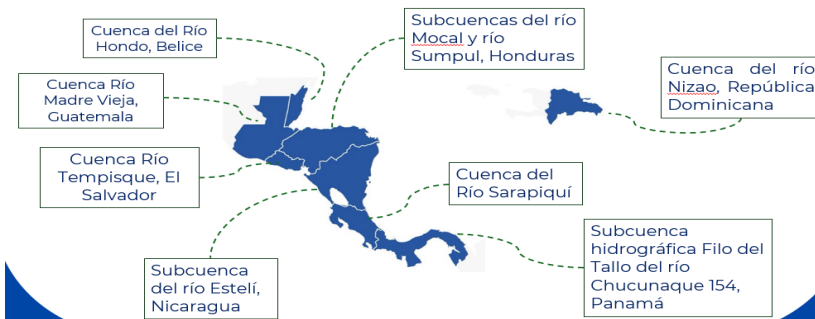 Cuenca del Río
Hondo, Belice
Subcuencas del río
Mocal y río
Sumpul, Honduras
Cuenca del río
Nizao, República
Dominicana
Cuenca Río
Madre Vieja,
Guatemala
Cuenca Río
Tempisque, El
Salvador
Cuenca del
Río Sarapiquí
Subcuenca
hidrográfica Filo del
Tallo del río
Chucunaque 154,
Panamá
Subcuenca
del río Estelí,
Nicaragua